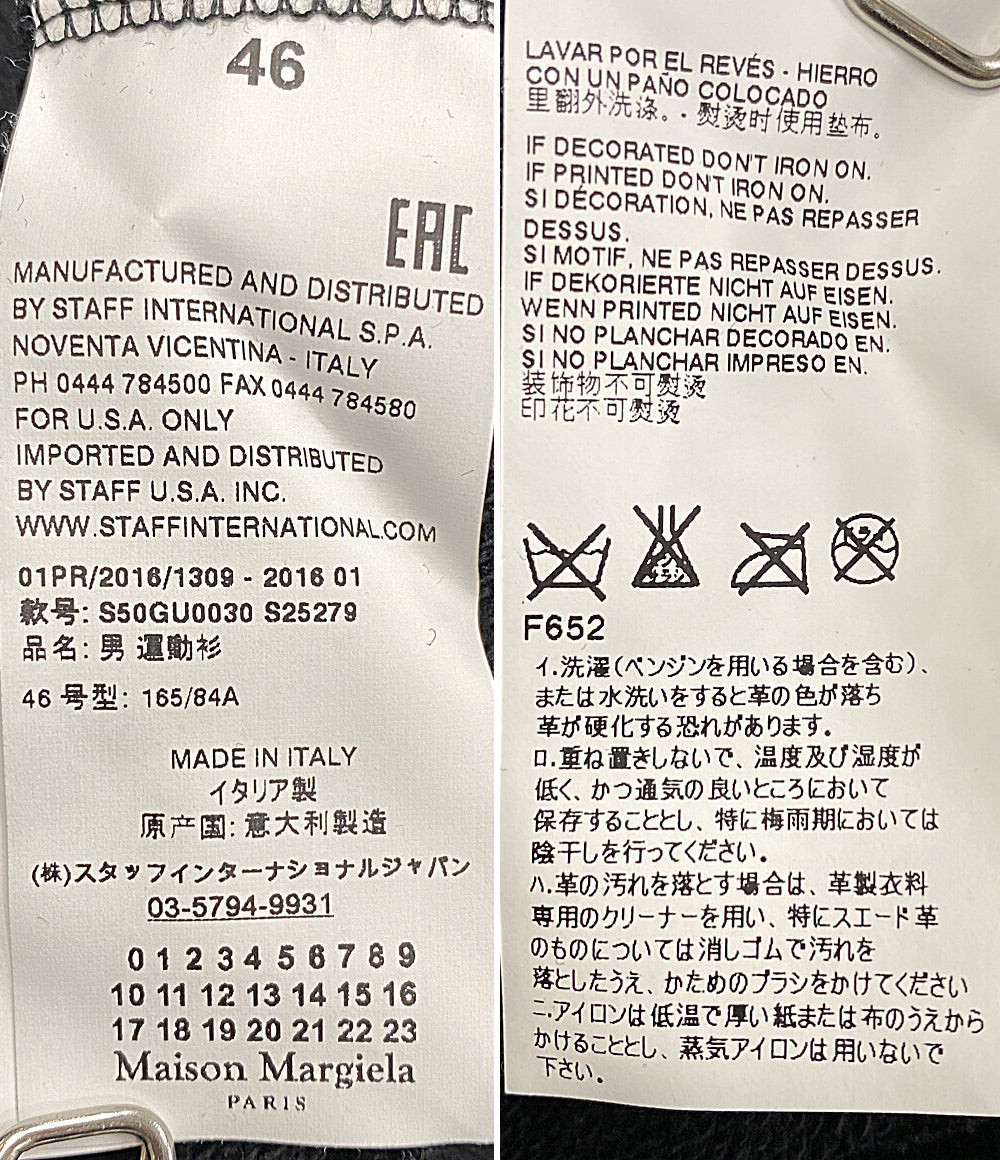 46
EAC
MANUFACTURED AND DISTRIBUTED
BY STAFF INTERNATIONAL S.P.A.
NOVENTA VICENTINA - ITALY
PH 0444 784500 FAX 0444 784580
FOR U.S.A. ONLY
IMPORTED AND DISTRIBUTED
BY STAFF U.S.A. INC.
WWW.STAFFINTERNATIONAL.COM
01PR/2016/1309 - 2016 01
款号: S50GU0030 S25279
品名: 男 運動衫
46 号型: 165/84A
MADE IN ITALY
イタリア製
原产国: 意大利製造
(株)スタッフインターナショナルジャパン
03-5794-9931
0 1 2 3 4 5 6 7 8 9
10 11 12 13 14 15 16
17 18 19 20 21 22 23
Maison Margiela
PARIS
LAVAR POR EL REVÉS - HIERRO
CON UN PAÑO COLOCADO
里翻外洗涤。· 熨烫时使用垫布。
IF DECORATED DON'T IRON ON.
IF PRINTED DON'T IRON ON.
SI DÉCORATION, NE PAS REPASSER
DESSUS.
SI MOTIF, NE PAS REPASSER DESSUS.
IF DEKORIERTE NICHT AUF EISEN.
WENN PRINTED NICHT AUF EISEN.
SI NO PLANCHAR DECORADO EN.
SI NO PLANCHAR IMPRESO EN.
装饰物不可熨烫
印花不可熨烫
F652
イ.洗濯(ベンジンを用いる場合を含む)、
または水洗いをすると革の色が落ち
革が硬化する恐れがあります。
ロ.重ね置きしないで、温度及び湿度が
低く、かつ通気の良いところにおいて
保存することとし、特に梅雨期においては
陰干しを行ってください。
ハ.革の汚れを落とす場合は、革製衣料
専用のクリーナーを用い、特にスエード革
のものについては消しゴムで汚れを
落としたうえ、かためのブラシをかけてください
ニ.アイロンは低温で厚い紙または布のうえから
かけることとし、蒸気アイロンは用いないで
下さい。